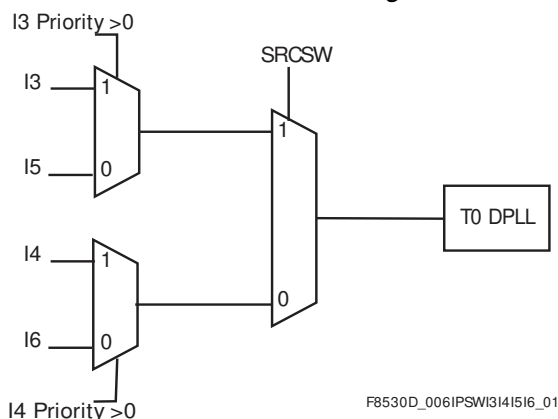 I3 Priority >0
SRCSW
I3
1
1
I5
0
T0 DPLL
I4
1
0
I6
0
I4 Priority >0
F8530D_006IPSWI3I4I5I6_01